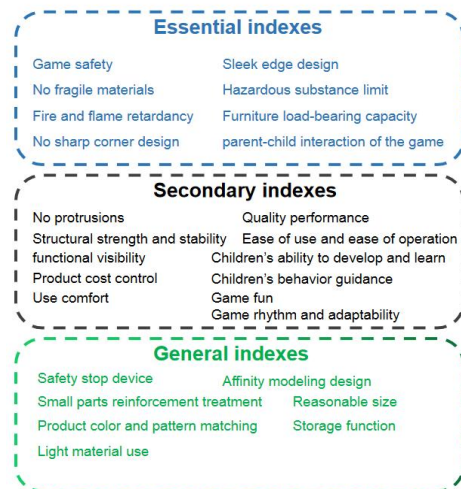 Essential indexes
Game safety Sleek edge design
No fragile materials Hazardous substance limit
Fire and flame retardancy Furniture load-bearing capacity
No sharp corner design parent-child interaction of the game
Secondary indexes
No protrusions Quality performance
Structural strength and stability Ease of use and ease of operation
functional visibility Children's ability to develop and learn
Product cost control Children's behavior guidance
Use comfort Game fun
Game rhythm and adaptability
General indexes
Safety stop device Affinity modeling design
Small parts reinforcement treatment Reasonable size
Product color and pattern matching Storage function
Light material use